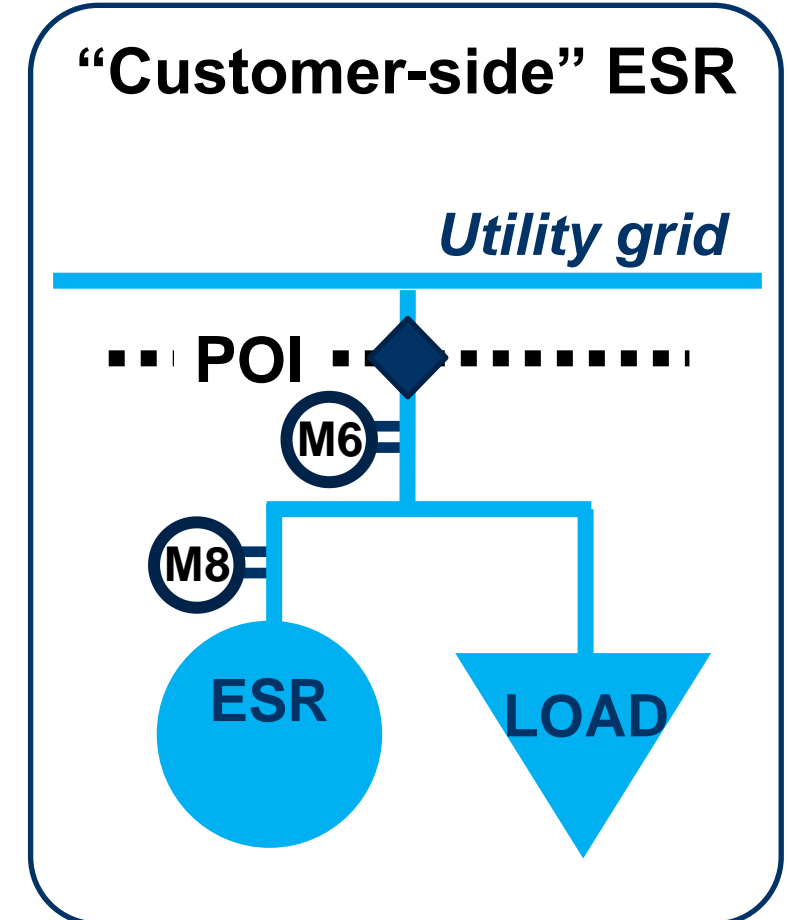 “Customer-side” ESR
Utility grid
POI
M6
M8
ESR
LOAD